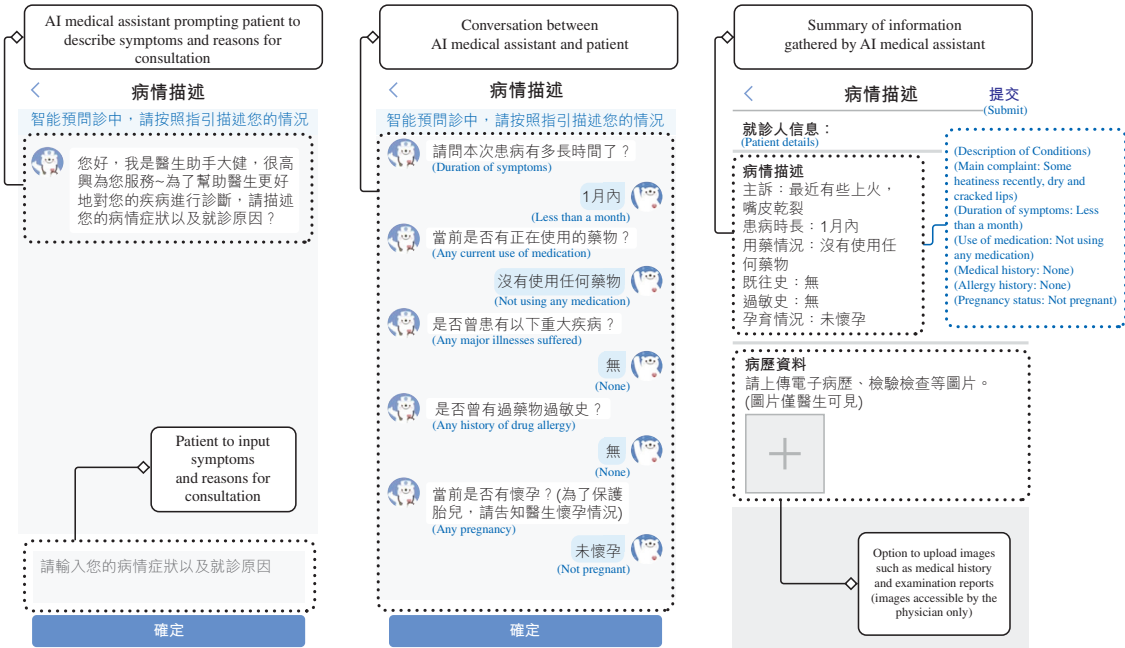 AI medical assistant prompting patient to
describe symptoms and reasons for
consultation
病情描述
智能預問診中，請按照指引描述您的情況
您好，我是醫生助手大健，很高
興為您服務~為了幫助醫生更好
地對您的疾病進行診斷，請描述
您的病情症狀以及就診原因？
Patient to input
symptoms
and reasons for
consultation
請輸入您的病情症狀以及就診原因
確定
Conversation between
AI medical assistant and patient
病情描述
智能預問診中，請按照指引描述您的情況
請問本次患病有多長時間了？
(Duration of symptoms)
1月內
(Less than a month)
當前是否有正在使用的藥物？
(Any current use of medication)
沒有使用任何藥物
(Not using any medication)
是否曾患有以下重大疾病？
(Any major illnesses suffered)
無
(None)
是否曾有過藥物過敏史？
(Any history of drug allergy)
無
(None)
當前是否有懷孕？(為了保護
胎兒，請告知醫生懷孕情況)
(Any pregnancy)
未懷孕
(Not pregnant)
確定
Summary of information
gathered by AI medical assistant
病情描述
提交
(Submit)
就診人信息：
(Patient details)
病情描述
主訴：最近有些上火，
嘴皮乾裂
患病時長：1月內
用藥情況：沒有使用任
何藥物
既往史：無
過敏史：無
孕育情況：未懷孕
(Description of Conditions)
(Main complaint: Some
heatiness recently, dry and
cracked lips)
(Duration of symptoms: Less
than a month)
(Use of medication: Not using
any medication)
(Medical history: None)
(Allergy history: None)
(Pregnancy status: Not pregnant)
病歷資料
請上傳電子病歷、檢驗檢查等圖片。
(圖片僅醫生可見)
Option to upload images
such as medical history
and examination reports
(images accessible by the
physician only)